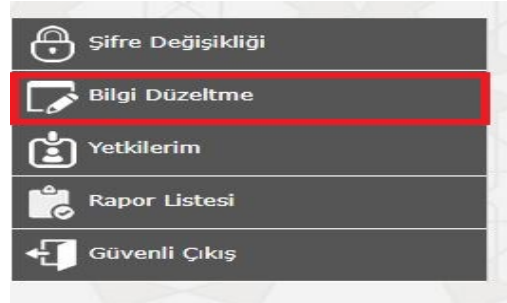 Şifre Değişikliği
Bilgi Düzeltme
Yetkilerim
Rapor Listesi
Güvenli Çıkış